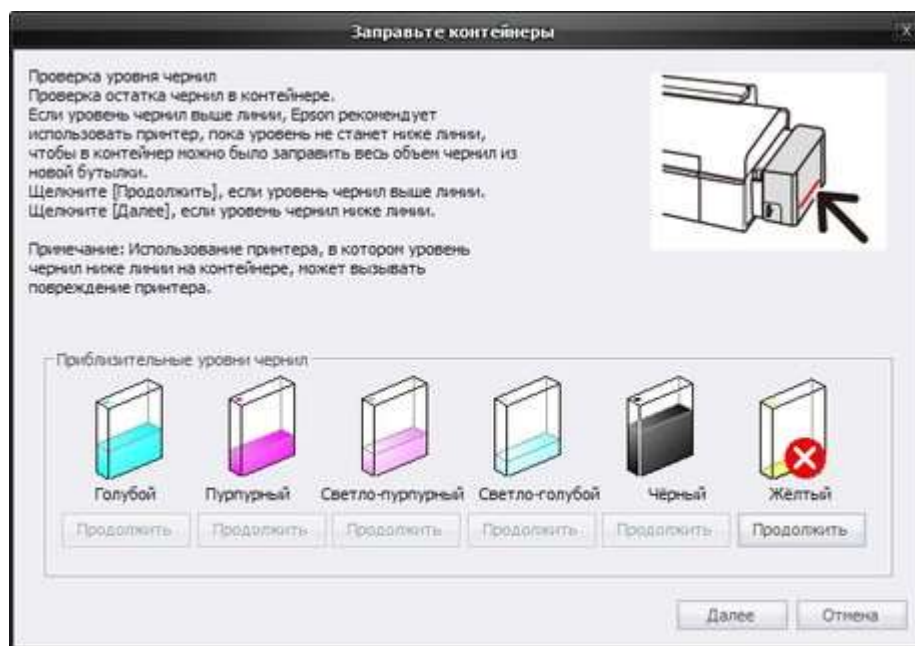 Заправьте контейнеры
Проверка уровня чернил
Проверка остатка чернил в контейнере.
Если уровень чернил выше линии, Epson рекомендует
использовать принтер, пока уровень не станет ниже линии,
чтобы в контейнер можно было заправить весь объем чернил из
новой бутылки.
Щелкните [Продолжить], если уровень чернил выше линии.
Щелкните [Далее], если уровень чернил ниже линии.
Примечание: Использование принтера, в котором уровень
чернил ниже линии на контейнере, может вызывать
повреждение принтера.
Приблизительные уровни чернил
Голубой Пурпурный Светло-пурпурный Светло-голубой Чёрный Жёлтый
Продолжить Продолжить Продолжить Продолжить Продолжить Продолжить
Далее Отмена